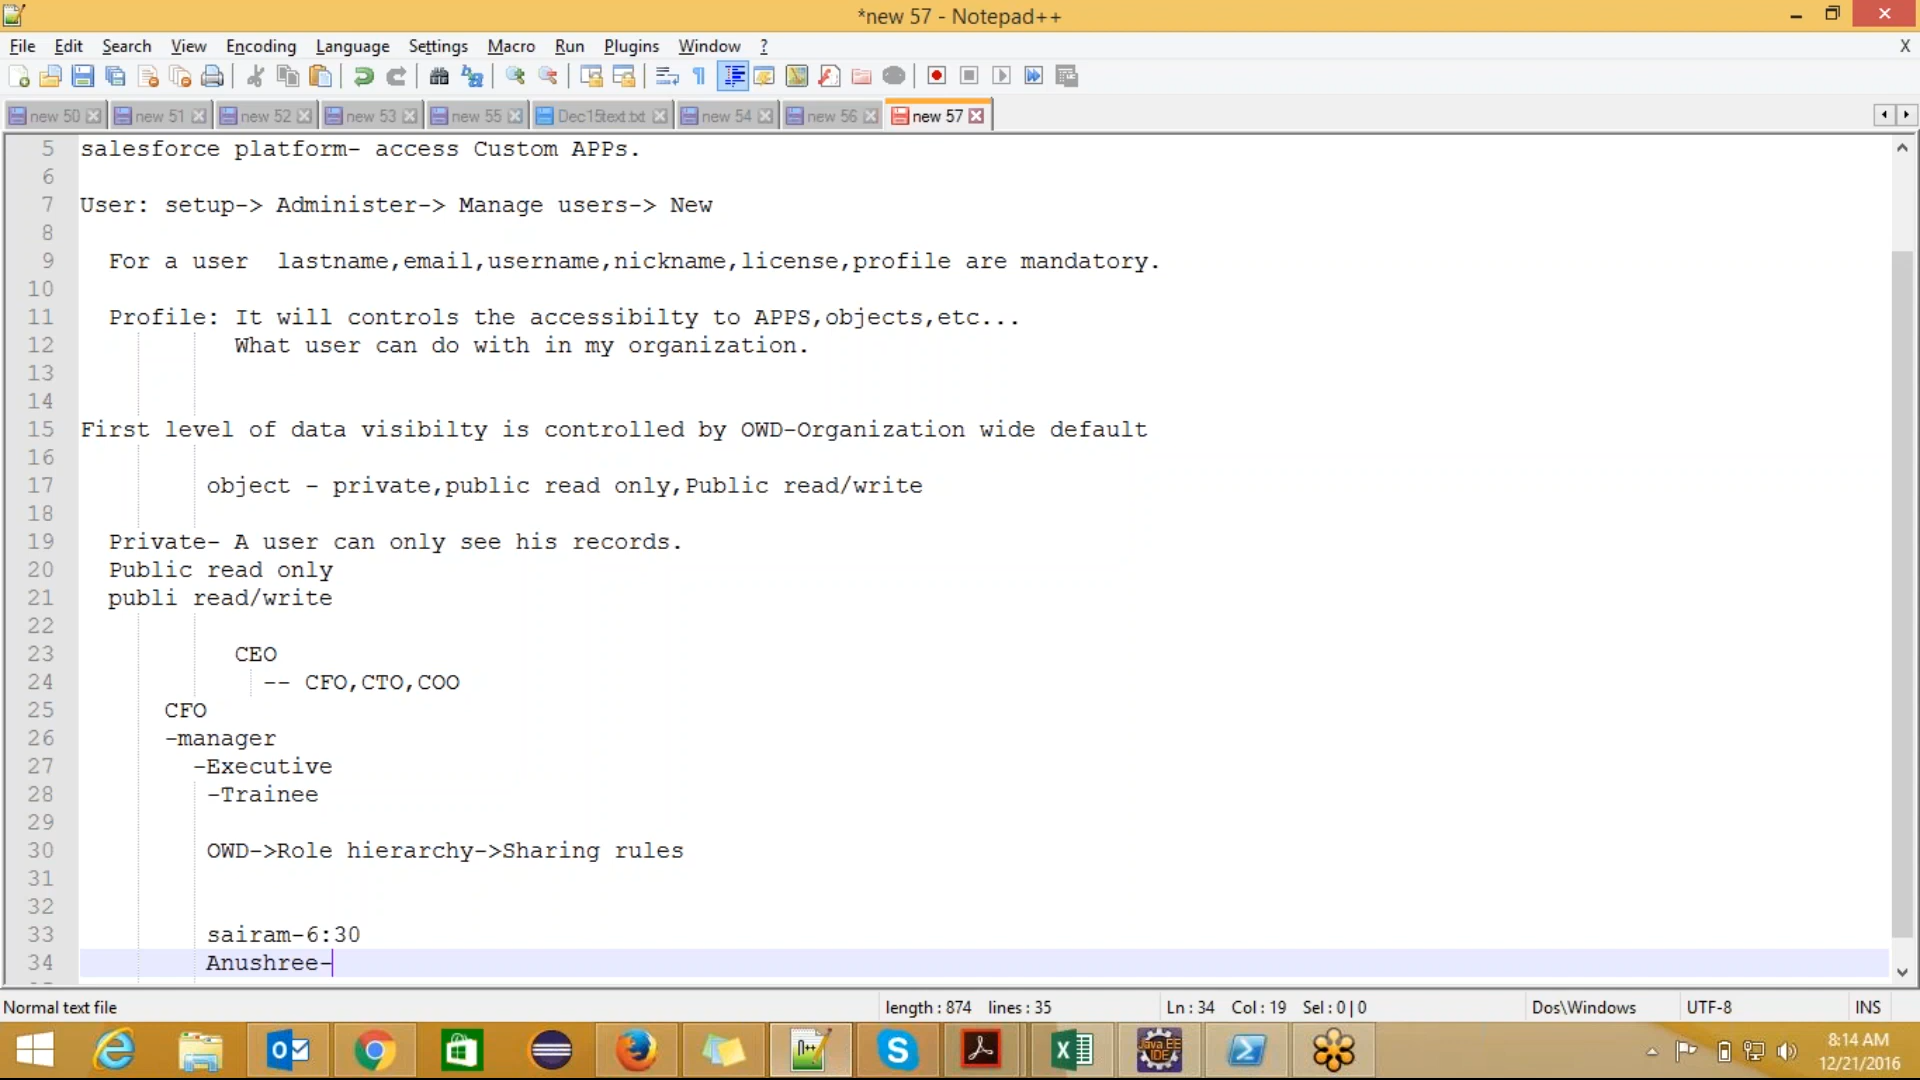 *new 57 - Notepad++
File Edit Search View Encoding Language Settings Macro Run Plugins Window ? X
new 50 new 51 new 52 new 53 new 55 Dec15text.txt new 54 new 56 new 57
5 salesforce platform- access Custom APPs.
6
7 User: setup-> Administer-> Manage users-> New
8
9 For a user lastname,email,username,nickname,license,profile are mandatory.
10
11 Profile: It will controls the accessibilty to APPS,objects,etc...
12 What user can do with in my organization.
13
14
15 First level of data visibilty is controlled by OWD-Organization wide default
16
17 object - private,public read only,Public read/write
18
19 Private- A user can only see his records.
20 Public read only
21 publi read/write
22
23 CEO
24 -- CFO,CTO,COO
25 CFO
26 -manager
27 -Executive
28 -Trainee
29
30 OWD->Role hierarchy->Sharing rules
31
32
33 sairam-6:30
34 Anushree-
Normal text file length : 874 lines : 35 Ln : 34 Col : 19 Sel : 0 | 0 Dos\Windows UTF-8 INS
Java EE IDE
8:14 AM
12/21/2016